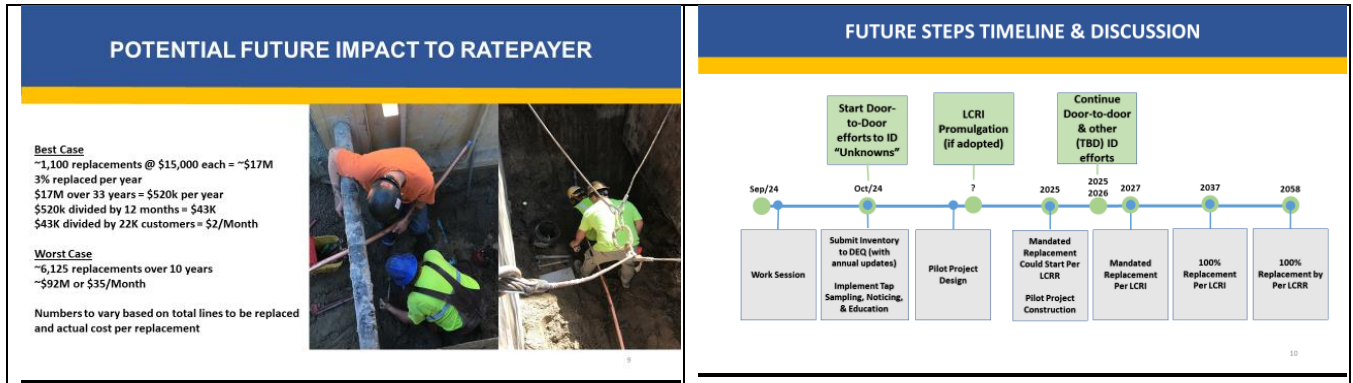 POTENTIAL FUTURE IMPACT TO RATEPAYER
Best Case
~1,100 replacements @ $15,000 each = ~$17M
3% replaced per year
$17M over 33 years = $520k per year
$520k divided by 12 months = $43K
$43K divided by 22K customers = $2/Month
Worst Case
~6,125 replacements over 10 years
~$92M or $35/Month
Numbers to vary based on total lines to be replaced
and actual cost per replacement
9
FUTURE STEPS TIMELINE & DISCUSSION
Start Door-
to-Door
efforts to ID
“Unknowns”
LCRI
Promulgation
(if adopted)
Continue
Door-to-door
& other
(TBD) ID
efforts
Sep/24
Oct/24
?
2025
2025
2026
2027
2037
2058
Work Session
Submit Inventory
to DEQ (with
annual updates)
Implement Tap
Sampling, Noticing,
& Education
Pilot Project
Design
Mandated
Replacement
Could Start Per
LCRR
Pilot Project
Construction
Mandated
Replacement
Per LCRI
100%
Replacement
Per LCRI
100%
Replacement by
Per LCRR
10